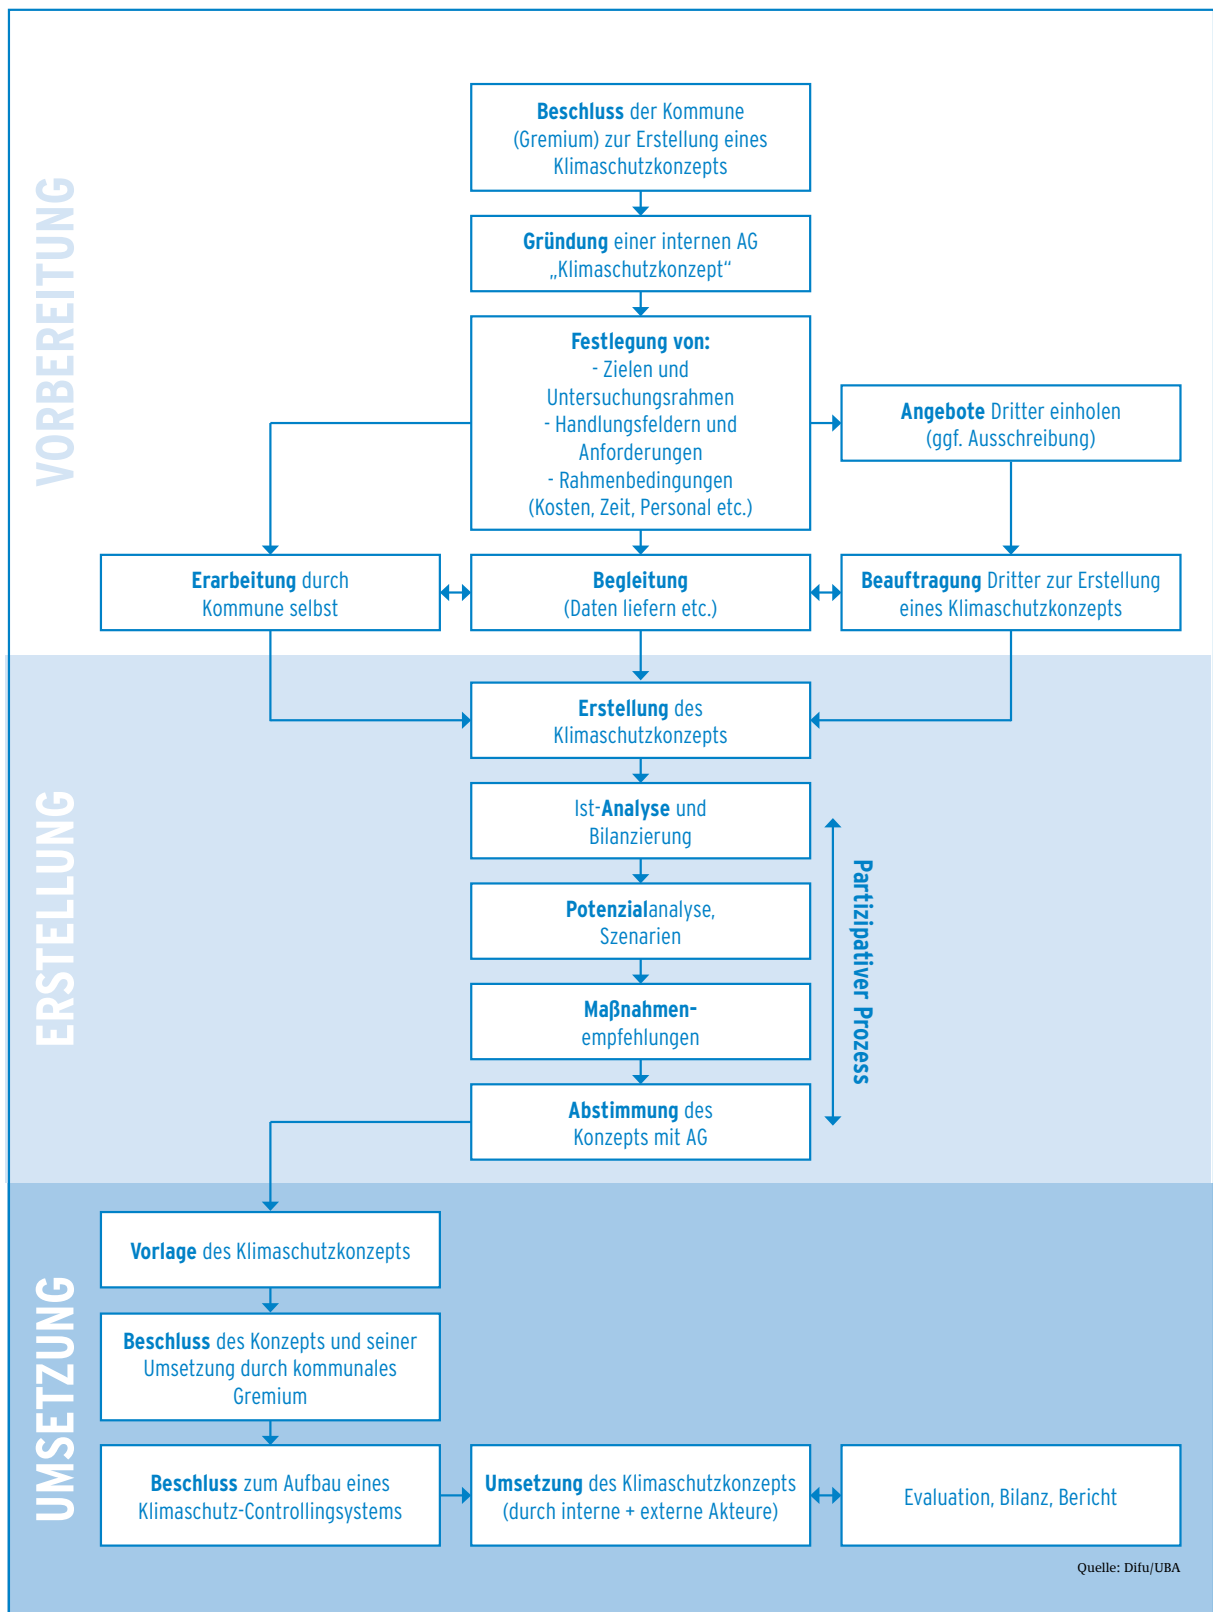 VORBEREITUNG
Beschluss der Kommune
(Gremium) zur Erstellung eines
Klimaschutzkonzepts
Gründung einer internen AG
„Klimaschutzkonzept“
Festlegung von:
- Zielen und
Untersuchungsrahmen
- Handlungsfeldern und
Anforderungen
- Rahmenbedingungen
(Kosten, Zeit, Personal etc.)
Angebote Dritter einholen
(ggf. Ausschreibung)
Erarbeitung durch
Kommune selbst
Begleitung
(Daten liefern etc.)
Beauftragung Dritter zur Erstellung
eines Klimaschutzkonzepts
ERSTELLUNG
Erstellung des
Klimaschutzkonzepts
Ist-Analyse und
Bilanzierung
Potenzialanalyse,
Szenarien
Maßnahmen-
empfehlungen
Abstimmung des
Konzepts mit AG
Partizipativer Prozess
UMSETZUNG
Vorlage des Klimaschutzkonzepts
Beschluss des Konzepts und seiner
Umsetzung durch kommunales
Gremium
Beschluss zum Aufbau eines
Klimaschutz-Controllingsystems
Umsetzung des Klimaschutzkonzepts
(durch interne + externe Akteure)
Evaluation, Bilanz, Bericht
Quelle: Difu/UBA